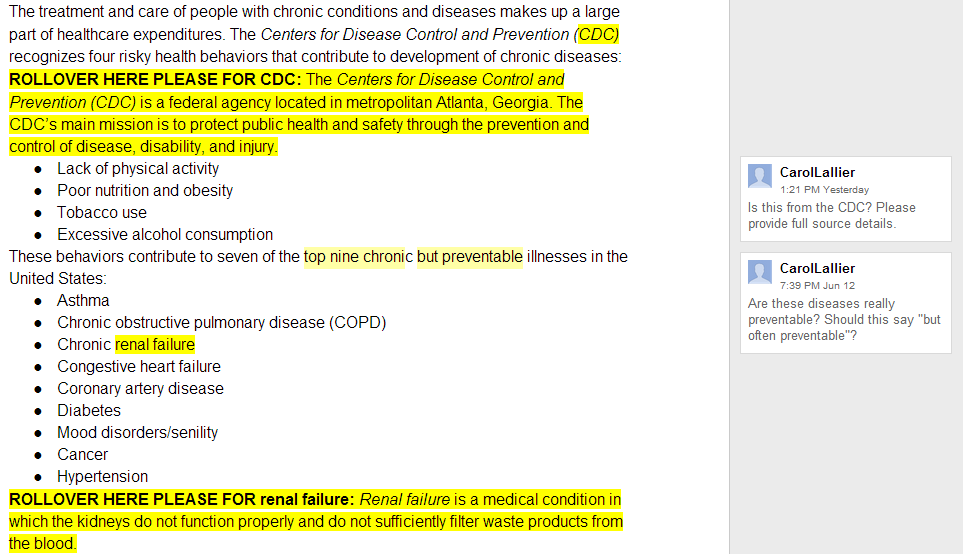 The treatment and care of people with chronic conditions and diseases makes up a large
part of healthcare expenditures. The Centers for Disease Control and Prevention (CDC)
recognizes four risky health behaviors that contribute to development of chronic diseases:
ROLLOVER HERE PLEASE FOR CDC: The Centers for Disease Control and
Prevention (CDC) is a federal agency located in metropolitan Atlanta, Georgia. The
CDC's main mission is to protect public health and safety through the prevention and
control of disease, disability, and injury.
● Lack of physical activity
● Poor nutrition and obesity
● Tobacco use
● Excessive alcohol consumption
These behaviors contribute to seven of the top nine chronic but preventable illnesses in the
United States:
● Asthma
● Chronic obstructive pulmonary disease (COPD)
● Chronic renal failure
● Congestive heart failure
● Coronary artery disease
● Diabetes
● Mood disorders/senility
● Cancer
● Hypertension
ROLLOVER HERE PLEASE FOR renal failure: Renal failure is a medical condition in
which the kidneys do not function properly and do not sufficiently filter waste products from
the blood.
CarolLallier
1:21 PM Yesterday
Is this from the CDC? Please
provide full source details.
CarolLallier
7:39 PM Jun 12
Are these diseases really
preventable? Should this say "but
often preventable"?